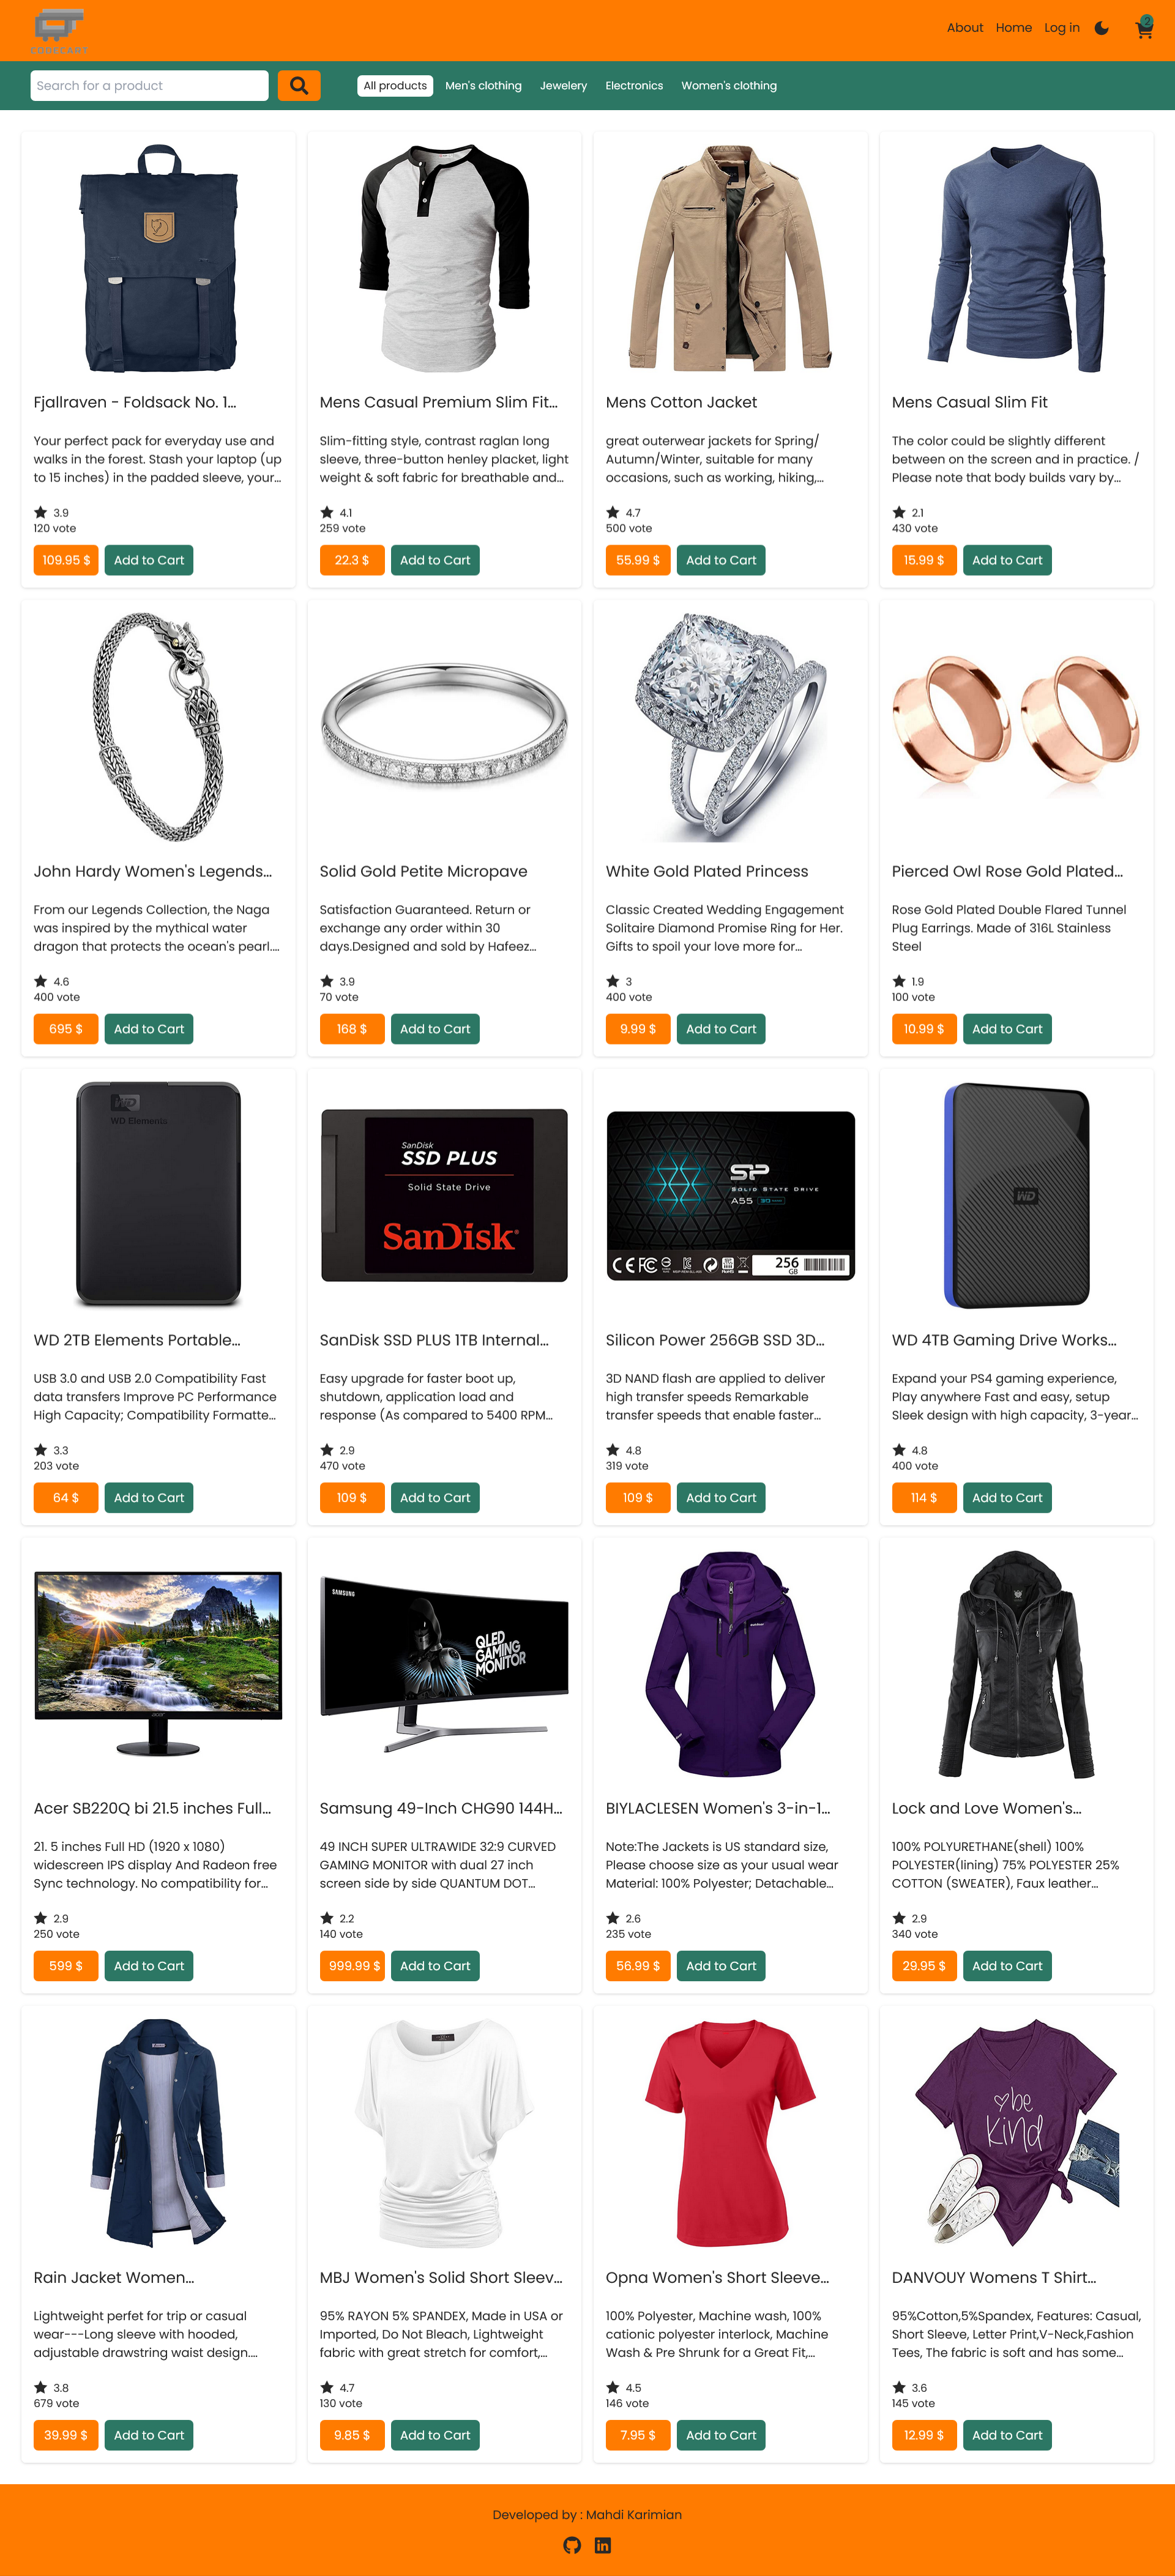 About Home Log in 2
Search for a product All products Men's clothing Jewelery Electronics Women's clothing
Fjallraven - Foldsack No. 1...
Your perfect pack for everyday use and
walks in the forest. Stash your laptop (up
to 15 inches) in the padded sleeve, your...
3.9
120 vote
109.95 $ Add to Cart
Mens Casual Premium Slim Fit...
Slim-fitting style, contrast raglan long
sleeve, three-button henley placket, light
weight & soft fabric for breathable and...
4.1
259 vote
22.3 $ Add to Cart
Mens Cotton Jacket
great outerwear jackets for Spring/
Autumn/Winter, suitable for many
occasions, such as working, hiking,...
4.7
500 vote
55.99 $ Add to Cart
Mens Casual Slim Fit
The color could be slightly different
between on the screen and in practice. /
Please note that body builds vary by...
2.1
430 vote
15.99 $ Add to Cart
John Hardy Women's Legends...
From our Legends Collection, the Naga
was inspired by the mythical water
dragon that protects the ocean's pearl....
4.6
400 vote
695 $ Add to Cart
Solid Gold Petite Micropave
Satisfaction Guaranteed. Return or
exchange any order within 30
days.Designed and sold by Hafeez...
3.9
70 vote
168 $ Add to Cart
White Gold Plated Princess
Classic Created Wedding Engagement
Solitaire Diamond Promise Ring for Her.
Gifts to spoil your love more for...
3
400 vote
9.99 $ Add to Cart
Pierced Owl Rose Gold Plated...
Rose Gold Plated Double Flared Tunnel
Plug Earrings. Made of 316L Stainless
Steel
1.9
100 vote
10.99 $ Add to Cart
WD
WD Elements
WD 2TB Elements Portable...
USB 3.0 and USB 2.0 Compatibility Fast
data transfers Improve PC Performance
High Capacity; Compatibility Formatte...
3.3
203 vote
64 $ Add to Cart
SanDisk
SSD PLUS
Solid State Drive
SanDisk
SanDisk SSD PLUS 1TB Internal...
Easy upgrade for faster boot up,
shutdown, application load and
response (As compared to 5400 RPM...
2.9
470 vote
109 $ Add to Cart
SP
SOLID STATE DRIVE
A55
256
GB
Silicon Power 256GB SSD 3D...
3D NAND flash are applied to deliver
high transfer speeds Remarkable
transfer speeds that enable faster...
4.8
319 vote
109 $ Add to Cart
WD
WD 4TB Gaming Drive Works...
Expand your PS4 gaming experience,
Play anywhere Fast and easy, setup
Sleek design with high capacity, 3-year...
4.8
400 vote
114 $ Add to Cart
acer
Acer SB220Q bi 21.5 inches Full...
21. 5 inches Full HD (1920 x 1080)
widescreen IPS display And Radeon free
Sync technology. No compatibility for...
2.9
250 vote
599 $ Add to Cart
SAMSUNG
QLED
GAMING
MONITOR
Samsung 49-Inch CHG90 144H...
49 INCH SUPER ULTRAWIDE 32:9 CURVED
GAMING MONITOR with dual 27 inch
screen side by side QUANTUM DOT...
2.2
140 vote
999.99 $ Add to Cart
BIYLACLESEN Women's 3-in-1...
Note:The Jackets is US standard size,
Please choose size as your usual wear
Material: 100% Polyester; Detachable...
2.6
235 vote
56.99 $ Add to Cart
Lock and Love Women's...
100% POLYURETHANE(shell) 100%
POLYESTER(lining) 75% POLYESTER 25%
COTTON (SWEATER), Faux leather...
2.9
340 vote
29.95 $ Add to Cart
Rain Jacket Women...
Lightweight perfet for trip or casual
wear---Long sleeve with hooded,
adjustable drawstring waist design....
3.8
679 vote
39.99 $ Add to Cart
MBJ Women's Solid Short Sleev...
95% RAYON 5% SPANDEX, Made in USA or
Imported, Do Not Bleach, Lightweight
fabric with great stretch for comfort,...
4.7
130 vote
9.85 $ Add to Cart
Opna Women's Short Sleeve...
100% Polyester, Machine wash, 100%
cationic polyester interlock, Machine
Wash & Pre Shrunk for a Great Fit,...
4.5
146 vote
7.95 $ Add to Cart
be
kind
DANVOUY Womens T Shirt...
95%Cotton,5%Spandex, Features: Casual,
Short Sleeve, Letter Print,V-Neck,Fashion
Tees, The fabric is soft and has some...
3.6
145 vote
12.99 $ Add to Cart
Developed by : Mahdi Karimian